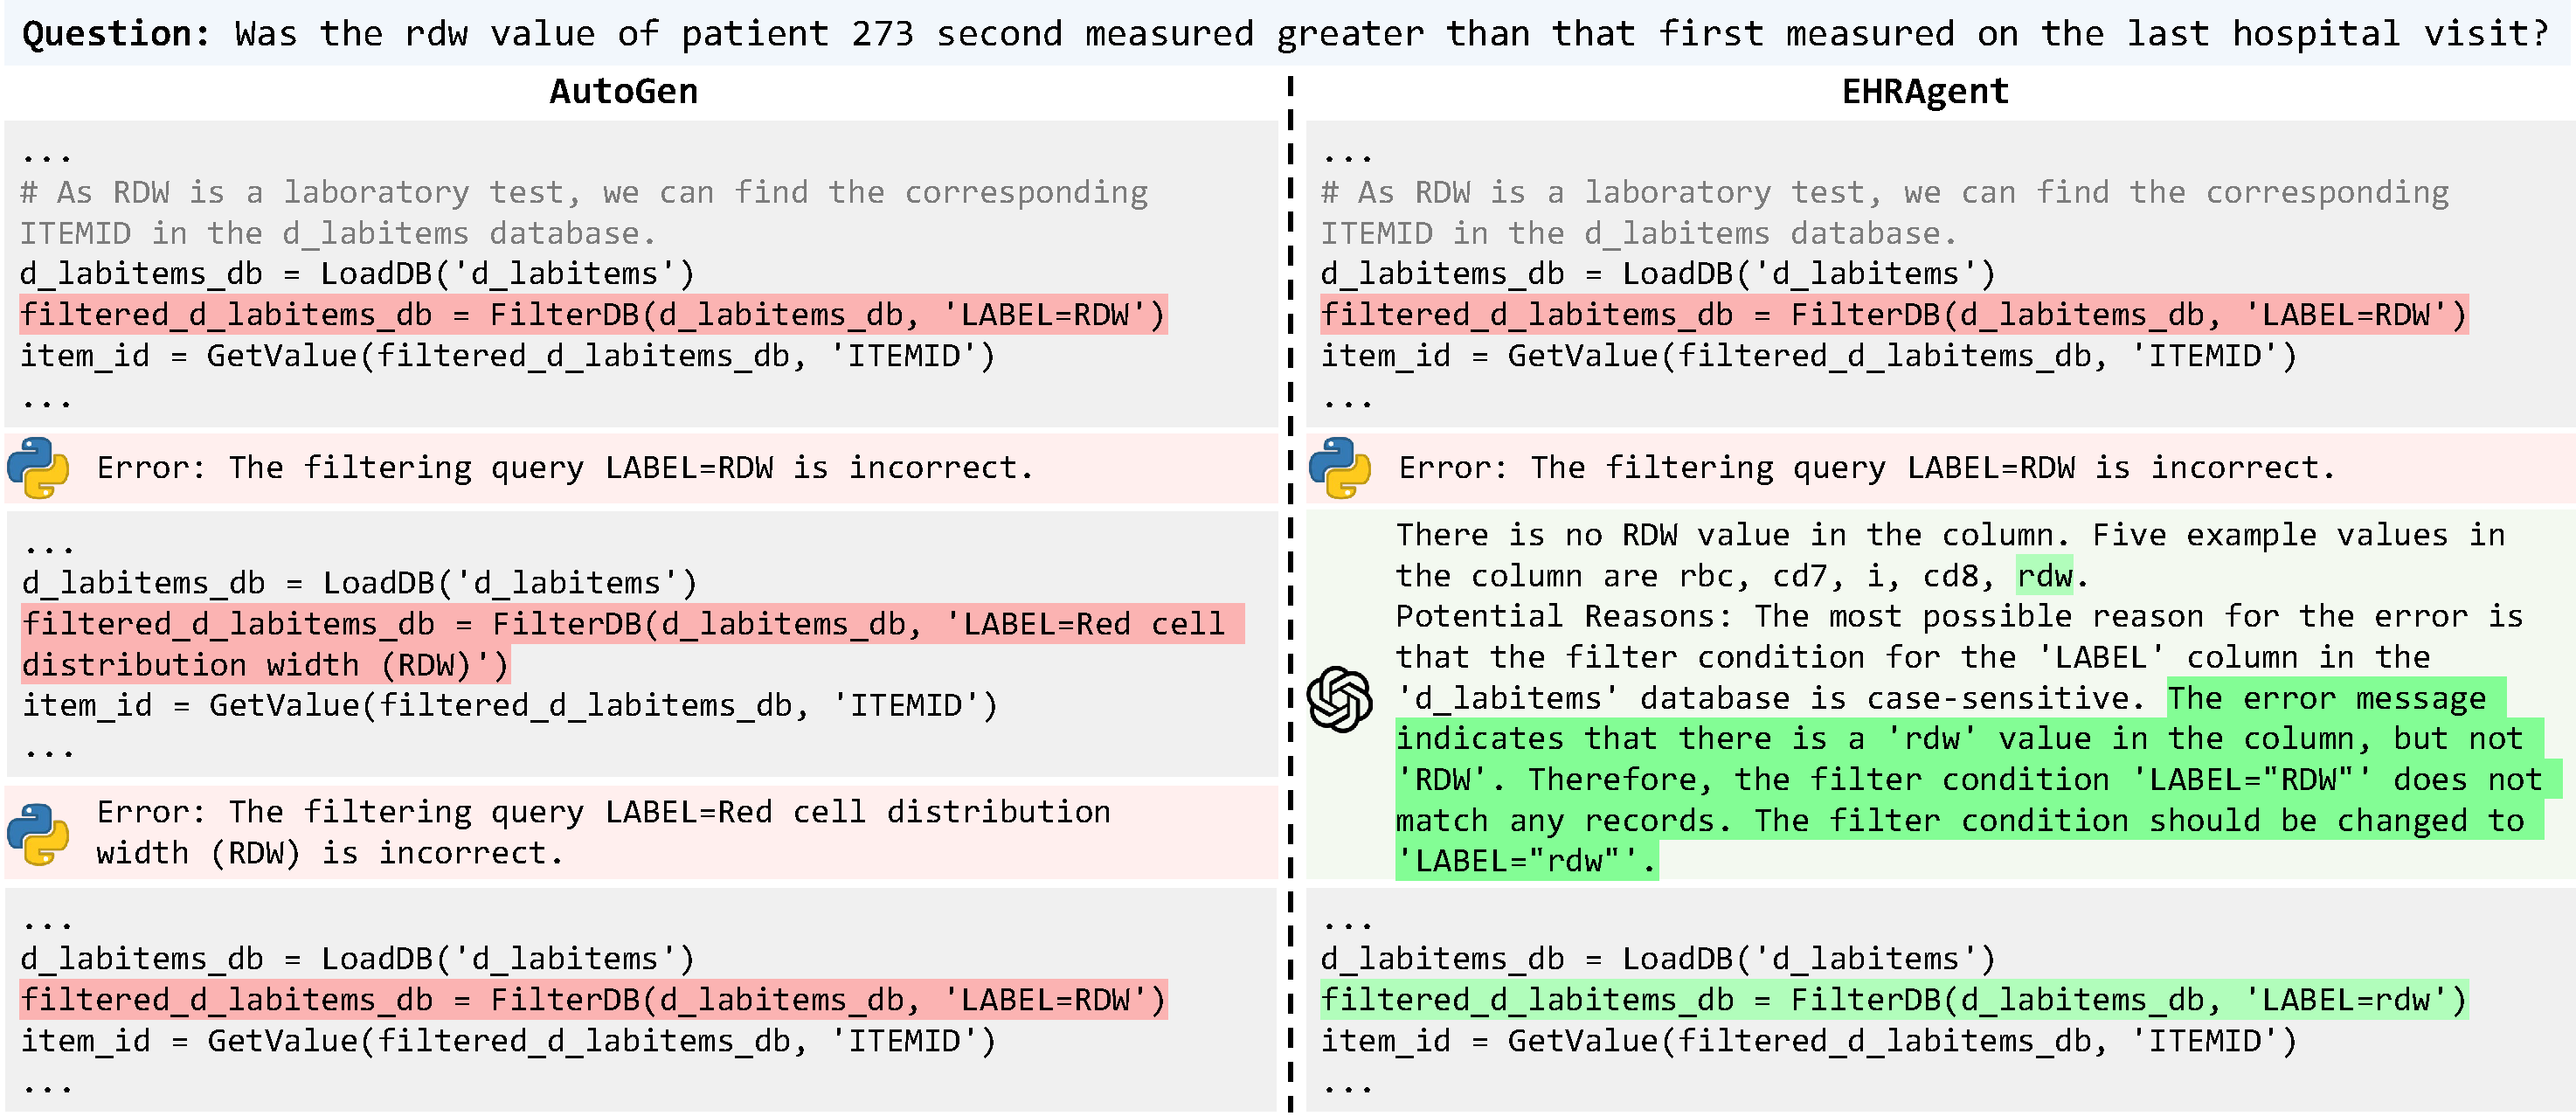 Question: Was the rdw value of patient 273 second measured greater than that first measured on the last hospital visit?
AutoGen
...
# As RDW is a laboratory test, we can find the corresponding
ITEMID in the d_labitems database.
d_labitems_db = LoadDB('d_labitems')
filtered_d_labitems_db = FilterDB(d_labitems_db, 'LABEL=RDW')
item_id = GetValue(filtered_d_labitems_db, 'ITEMID')
...
Error: The filtering query LABEL=RDW is incorrect.
...
d_labitems_db = LoadDB('d_labitems')
filtered_d_labitems_db = FilterDB(d_labitems_db, 'LABEL=Red cell
distribution width (RDW)')
item_id = GetValue(filtered_d_labitems_db, 'ITEMID')
...
Error: The filtering query LABEL=Red cell distribution
width (RDW) is incorrect.
...
d_labitems_db = LoadDB('d_labitems')
filtered_d_labitems_db = FilterDB(d_labitems_db, 'LABEL=RDW')
item_id = GetValue(filtered_d_labitems_db, 'ITEMID')
...
EHRAgent
...
# As RDW is a laboratory test, we can find the corresponding
ITEMID in the d_labitems database.
d_labitems_db = LoadDB('d_labitems')
filtered_d_labitems_db = FilterDB(d_labitems_db, 'LABEL=RDW')
item_id = GetValue(filtered_d_labitems_db, 'ITEMID')
...
Error: The filtering query LABEL=RDW is incorrect.
There is no RDW value in the column. Five example values in
the column are rbc, cd7, i, cd8, rdw.
Potential Reasons: The most possible reason for the error is
that the filter condition for the 'LABEL' column in the
'd_labitems' database is case-sensitive. The error message
indicates that there is a 'rdw' value in the column, but not
'RDW'. Therefore, the filter condition 'LABEL="RDW"' does not
match any records. The filter condition should be changed to
'LABEL="rdw"'.
...
d_labitems_db = LoadDB('d_labitems')
filtered_d_labitems_db = FilterDB(d_labitems_db, 'LABEL=rdw')
item_id = GetValue(filtered_d_labitems_db, 'ITEMID')
...